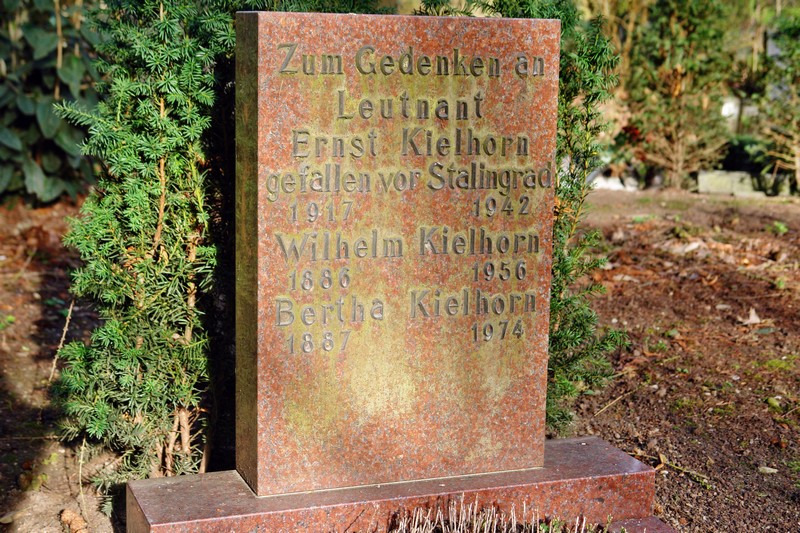 Zum Gedenken an
Leutnant
Ernst Kielhorn
gefallen vor Stalingrad
1917 1942
Wilhelm Kielhorn
1886 1956
Bertha Kielhorn
1887 1974